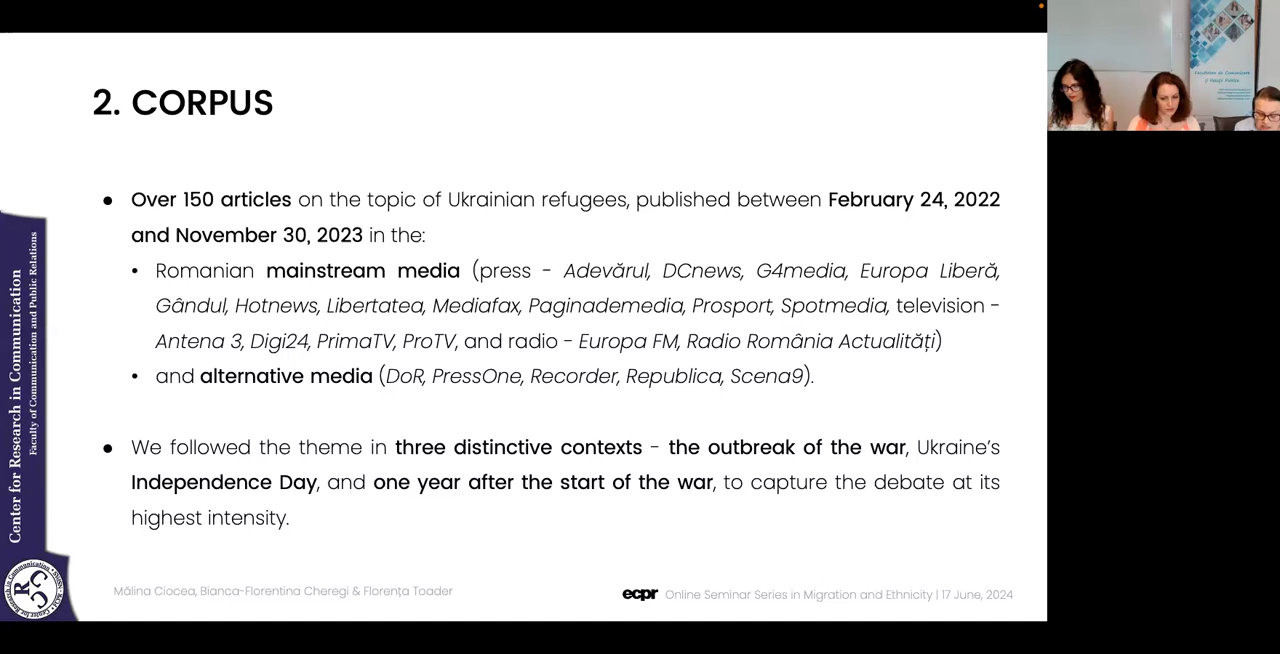 2. CORPUS
● Over 150 articles on the topic of Ukrainian refugees, published between February 24, 2022
and November 30, 2023 in the:
• Romanian mainstream media (press - Adevărul, DCnews, G4media, Europa Liberă,
Gândul, Hotnews, Libertatea, Mediafax, Paginademedia, Prosport, Spotmedia, television -
Antena 3, Digi24, PrimaTV, ProTV, and radio - Europa FM, Radio România Actualități)
• and alternative media (DoR, PressOne, Recorder, Republica, Scena9).
● We followed the theme in three distinctive contexts - the outbreak of the war, Ukraine's
Independence Day, and one year after the start of the war, to capture the debate at its
highest intensity.
Mălina Ciocea, Bianca-Florentina Cheregi & Florența Toader
ecpr Online Seminar Series in Migration and Ethnicity | 17 June, 2024
Center for Research in Communication
Faculty of Communication and Public Relations
Facultatea de Comunicare
și Relații Publice